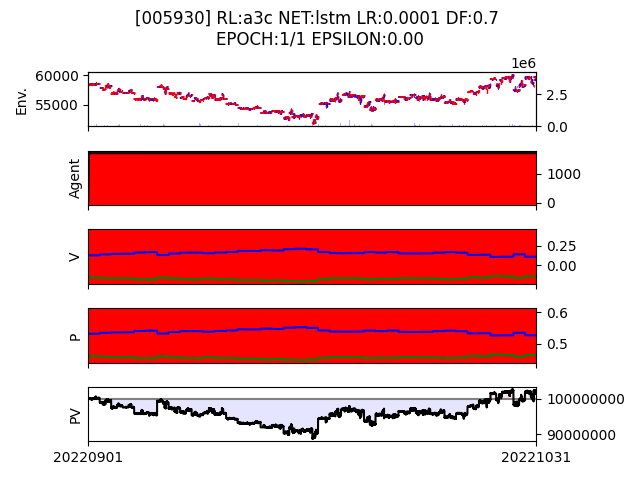 [005930] RL:a3c NET:lstm LR:0.0001 DF:0.7
EPOCH:1/1 EPSILON:0.00
1e6
60000
55000
Env.
2.5
0.0
Agent
1000
0
V
0.25
0.00
P
0.6
0.5
PV
100000000
90000000
20220901
20221031